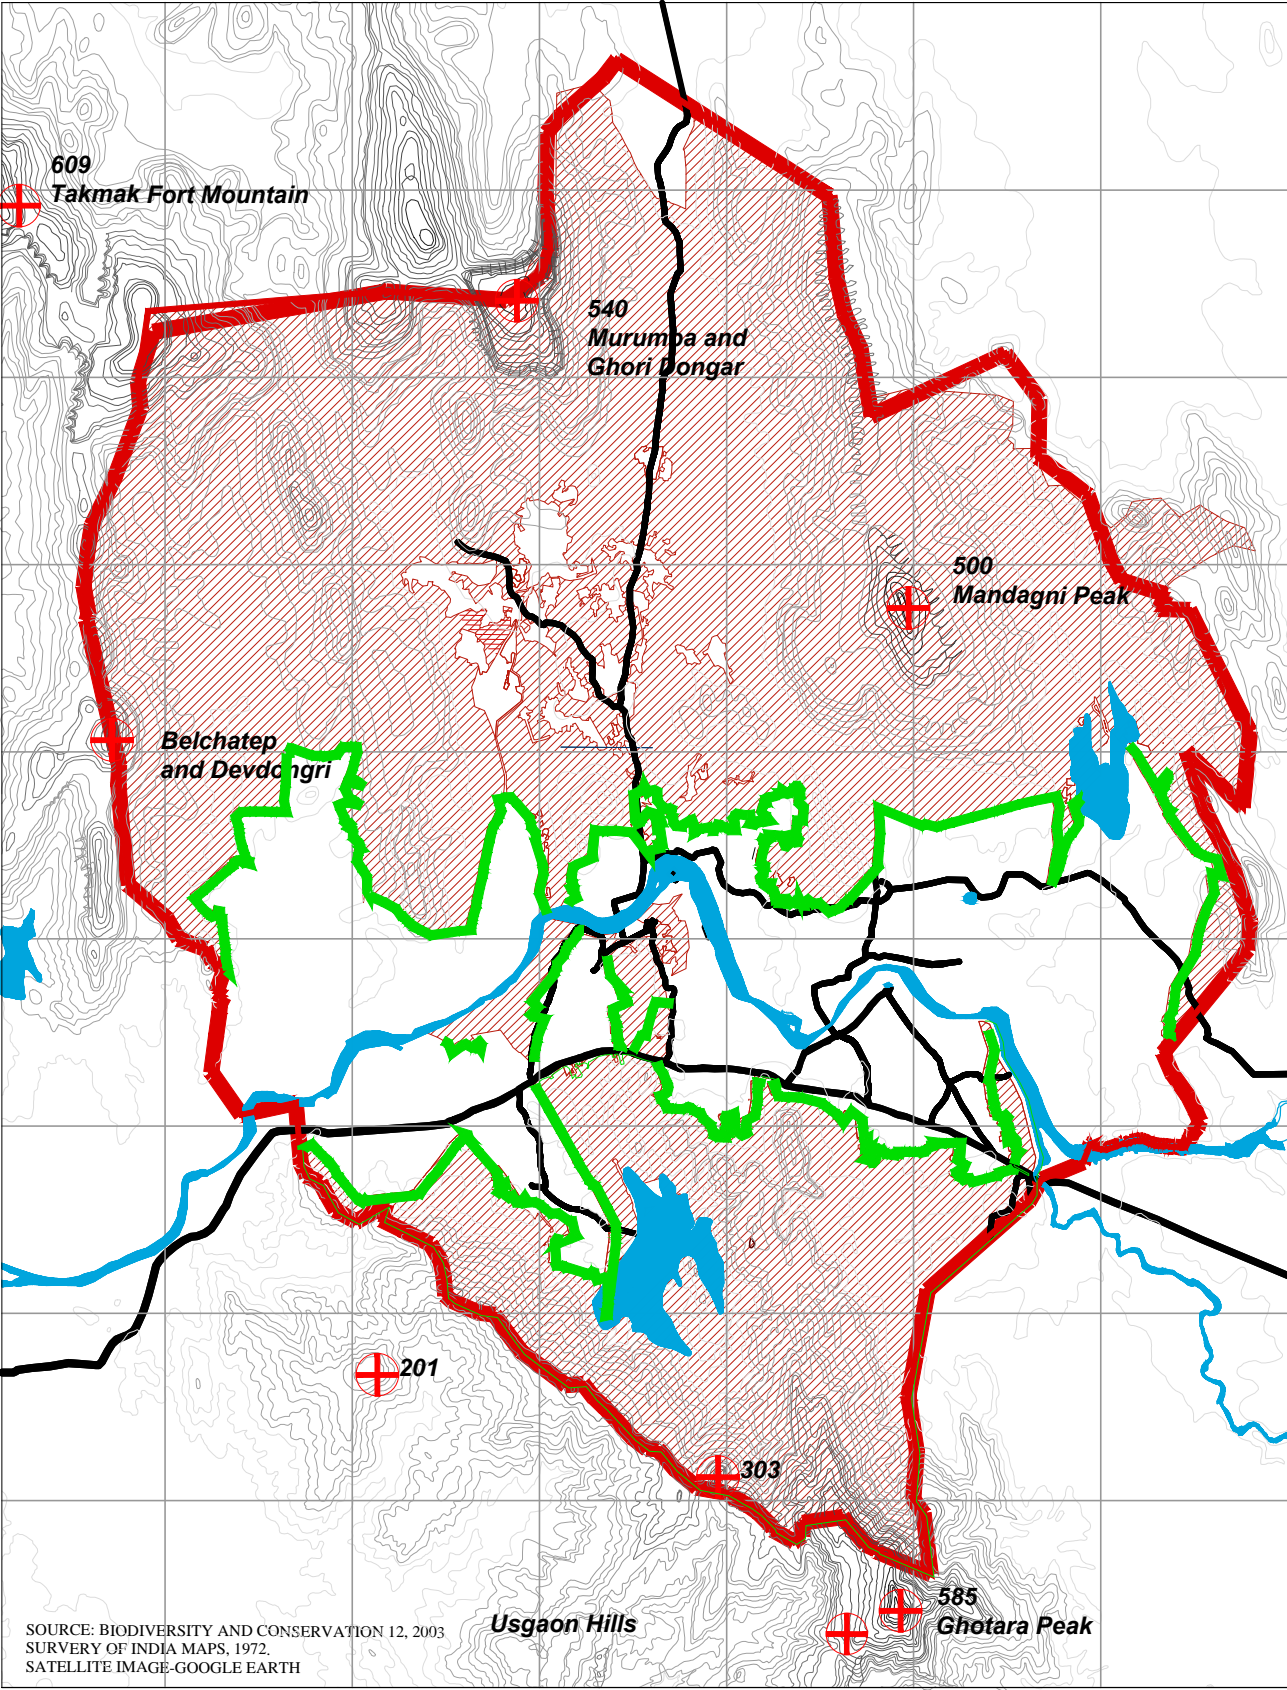 609
Takmak Fort Mountain
540
Murumba and
Ghori Dongar
500
Mandagni Peak
Belchatep
and Devdongri
201
303
585
Ghotara Peak
Usgaon Hills
SOURCE: BIODIVERSITY AND CONSERVATION 12, 2003
SURVERY OF INDIA MAPS, 1972.
SATELLITE IMAGE-GOOGLE EARTH